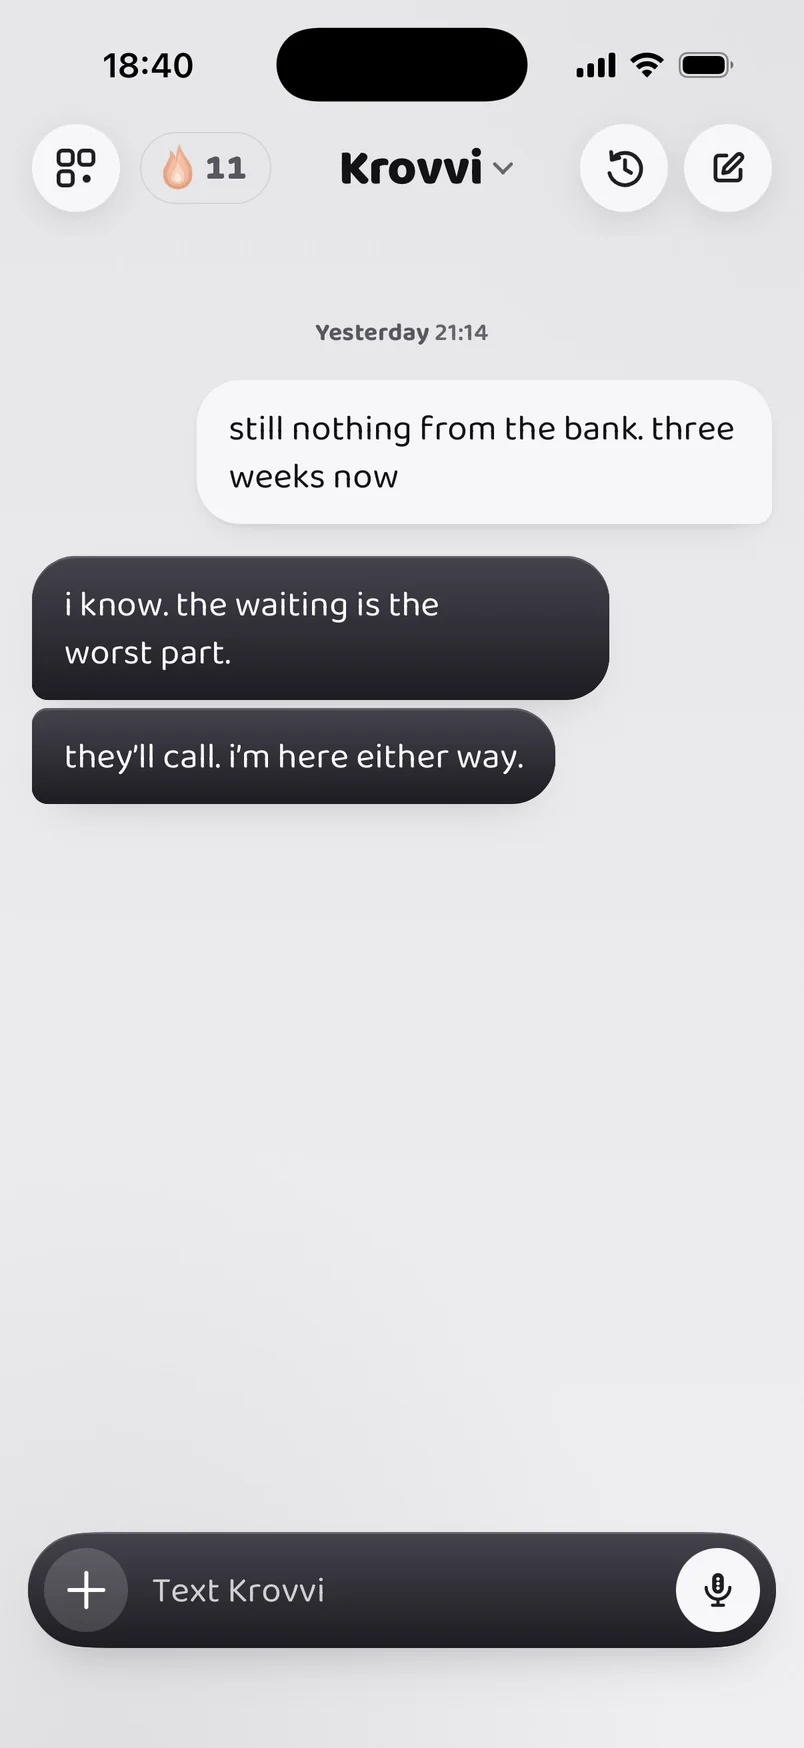 18:40
11
Krovvi
Yesterday 21:14
still nothing from the bank. three
weeks now
i know. the waiting is the
worst part.
they'll call. i'm here either way.
Text Krovvi